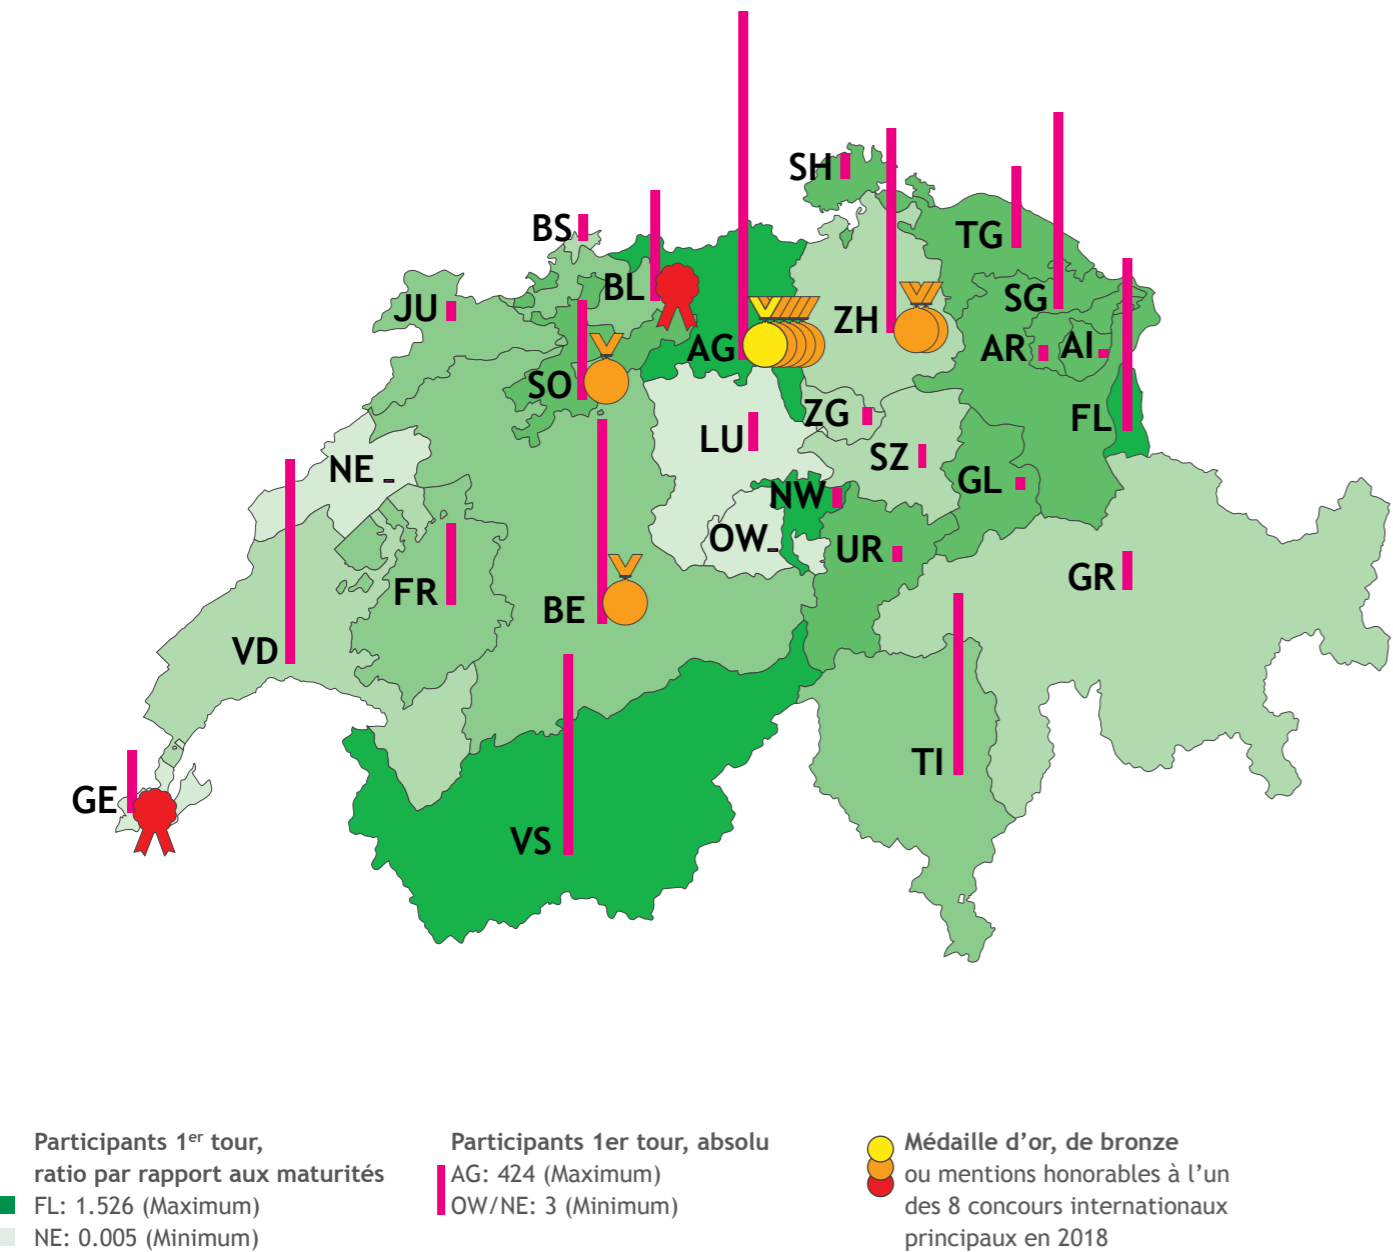 SH
BS
TG
BL
JU
SG
ZH
AG
AR
AI
SO
ZG
FL
LU
SZ
NE
GL
NW
OW
UR
GR
FR
BE
VD
TI
GE
VS
Participants 1er tour,
ratio par rapport aux maturités
FL: 1.526 (Maximum)
NE: 0.005 (Minimum)
Participants 1er tour, absolu
AG: 424 (Maximum)
OW/NE: 3 (Minimum)
Médaille d’or, de bronze
ou mentions honorables à l’un
des 8 concours internationaux
principaux en 2018